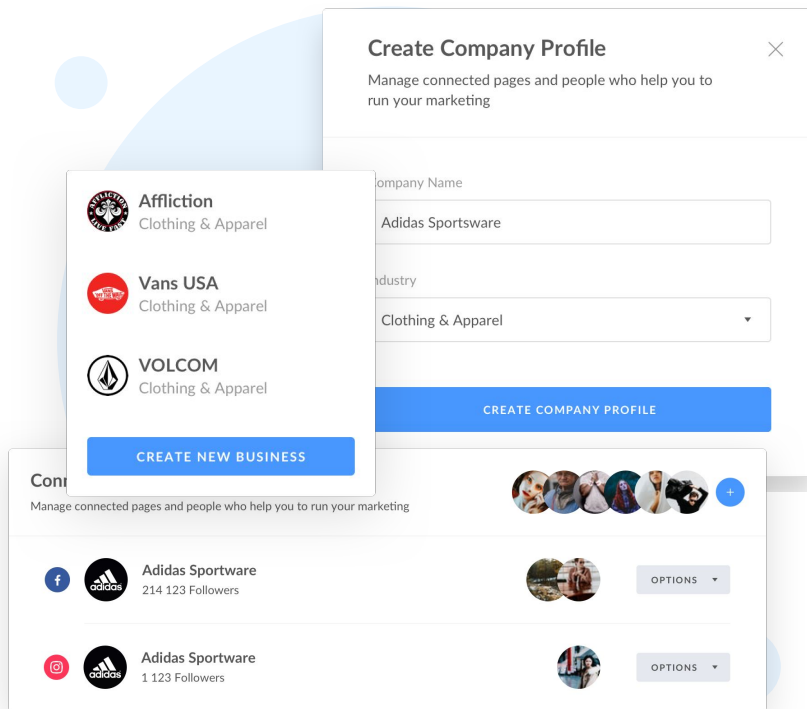 Create Company Profile
Manage connected pages and people who help you to
run your marketing
ompany Name
Adidas Sportsware
ndustry
Clothing & Apparel
CREATE COMPANY PROFILE
AFFLICTION
Affliction
Clothing & Apparel
Vans USA
Clothing & Apparel
VOLCOM
Clothing & Apparel
CREATE NEW BUSINESS
Conn
Manage connected pages and people who help you to run your marketing
adidas
Adidas Sportware
214 123 Followers
OPTIONS
adidas
Adidas Sportware
1 123 Followers
OPTIONS